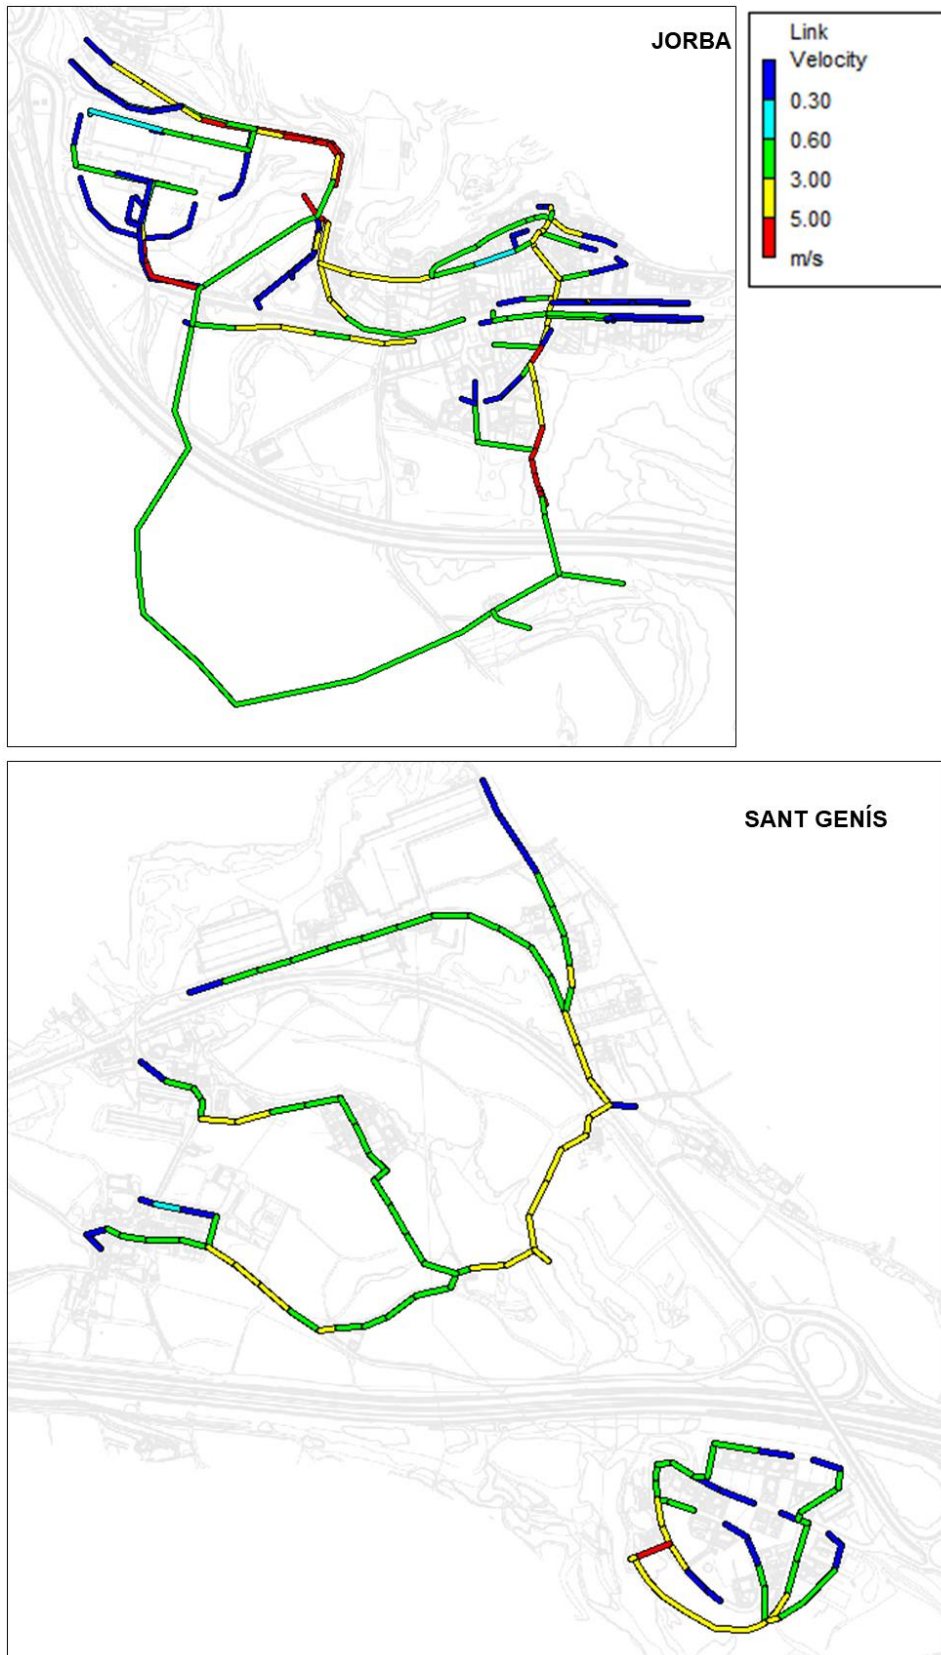 JORBA
Link
Velocity
0.30
0.60
3.00
5.00
m/s
SANT GENÍS